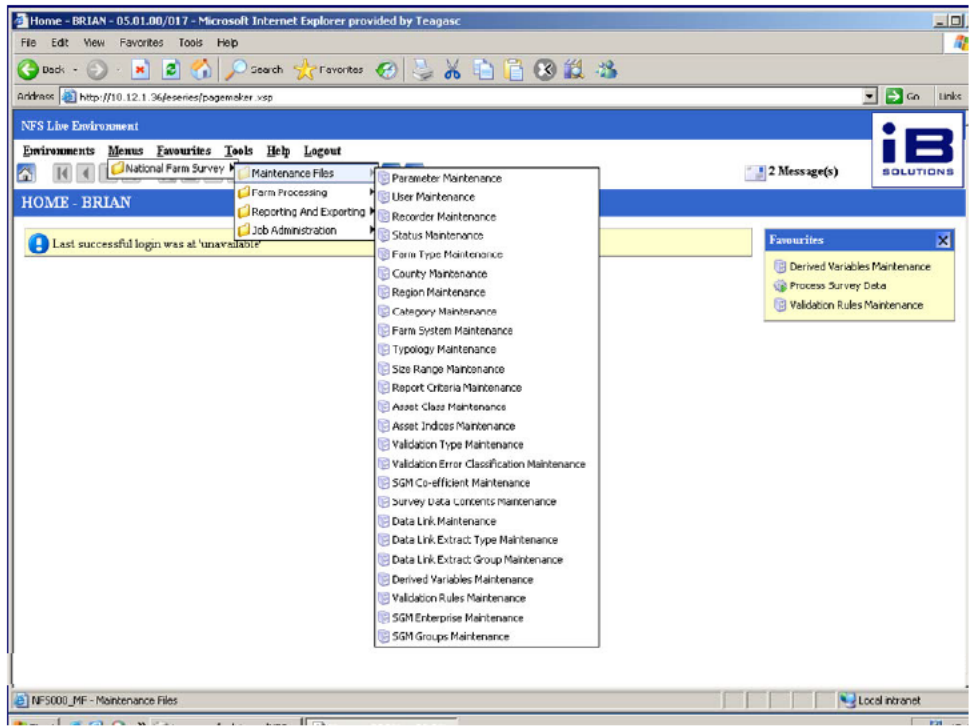 Home - BRIAN - 05.01.00/017 - Microsoft Internet Explorer provided by Teagasc
File Edit View Favorites Tools Help
Back Search Favorites
Address http://10.12.1.36/eseries/pagemaker.xsp Go Links
NFS Live Environment
iB SOLUTIONS
Environments Menus Favourites Tools Help Logout
National Farm Survey
2 Message(s)
HOME - BRIAN
Last successful login was at 'unavailable'
Maintenance Files
Farm Processing
Reporting And Exporting
Job Administration
Parameter Maintenance
User Maintenance
Recorder Maintenance
Status Maintenance
Farm Type Maintenance
County Maintenance
Region Maintenance
Category Maintenance
Farm System Maintenance
Typology Maintenance
Size Range Maintenance
Report Criteria Maintenance
Asset Class Maintenance
Asset Indices Maintenance
Validation Type Maintenance
Validation Error Classification Maintenance
SGM Co-efficient Maintenance
Survey Data Contents Maintenance
Data Link Maintenance
Data Link Extract Type Maintenance
Data Link Extract Group Maintenance
Derived Variables Maintenance
Validation Rules Maintenance
SGM Enterprise Maintenance
SGM Groups Maintenance
Favourites
Derived Variables Maintenance
Process Survey Data
Validation Rules Maintenance
NFS000_MF - Maintenance Files
Local intranet